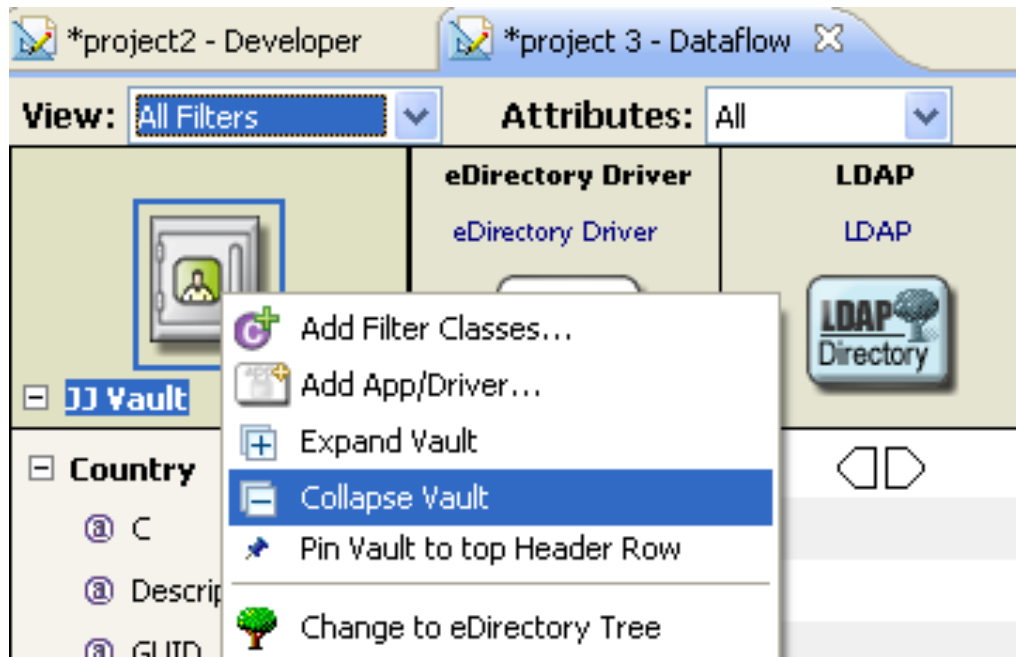 *project2 - Developer
*project 3 - Dataflow
View: All Filters Attributes: All
eDirectory Driver LDAP
eDirectory Driver LDAP
LDAP
Directory
JJ Vault
Add Filter Classes...
Add App/Driver...
Expand Vault
Collapse Vault
Pin Vault to top Header Row
Change to eDirectory Tree
Country
C
Descrip
GUID